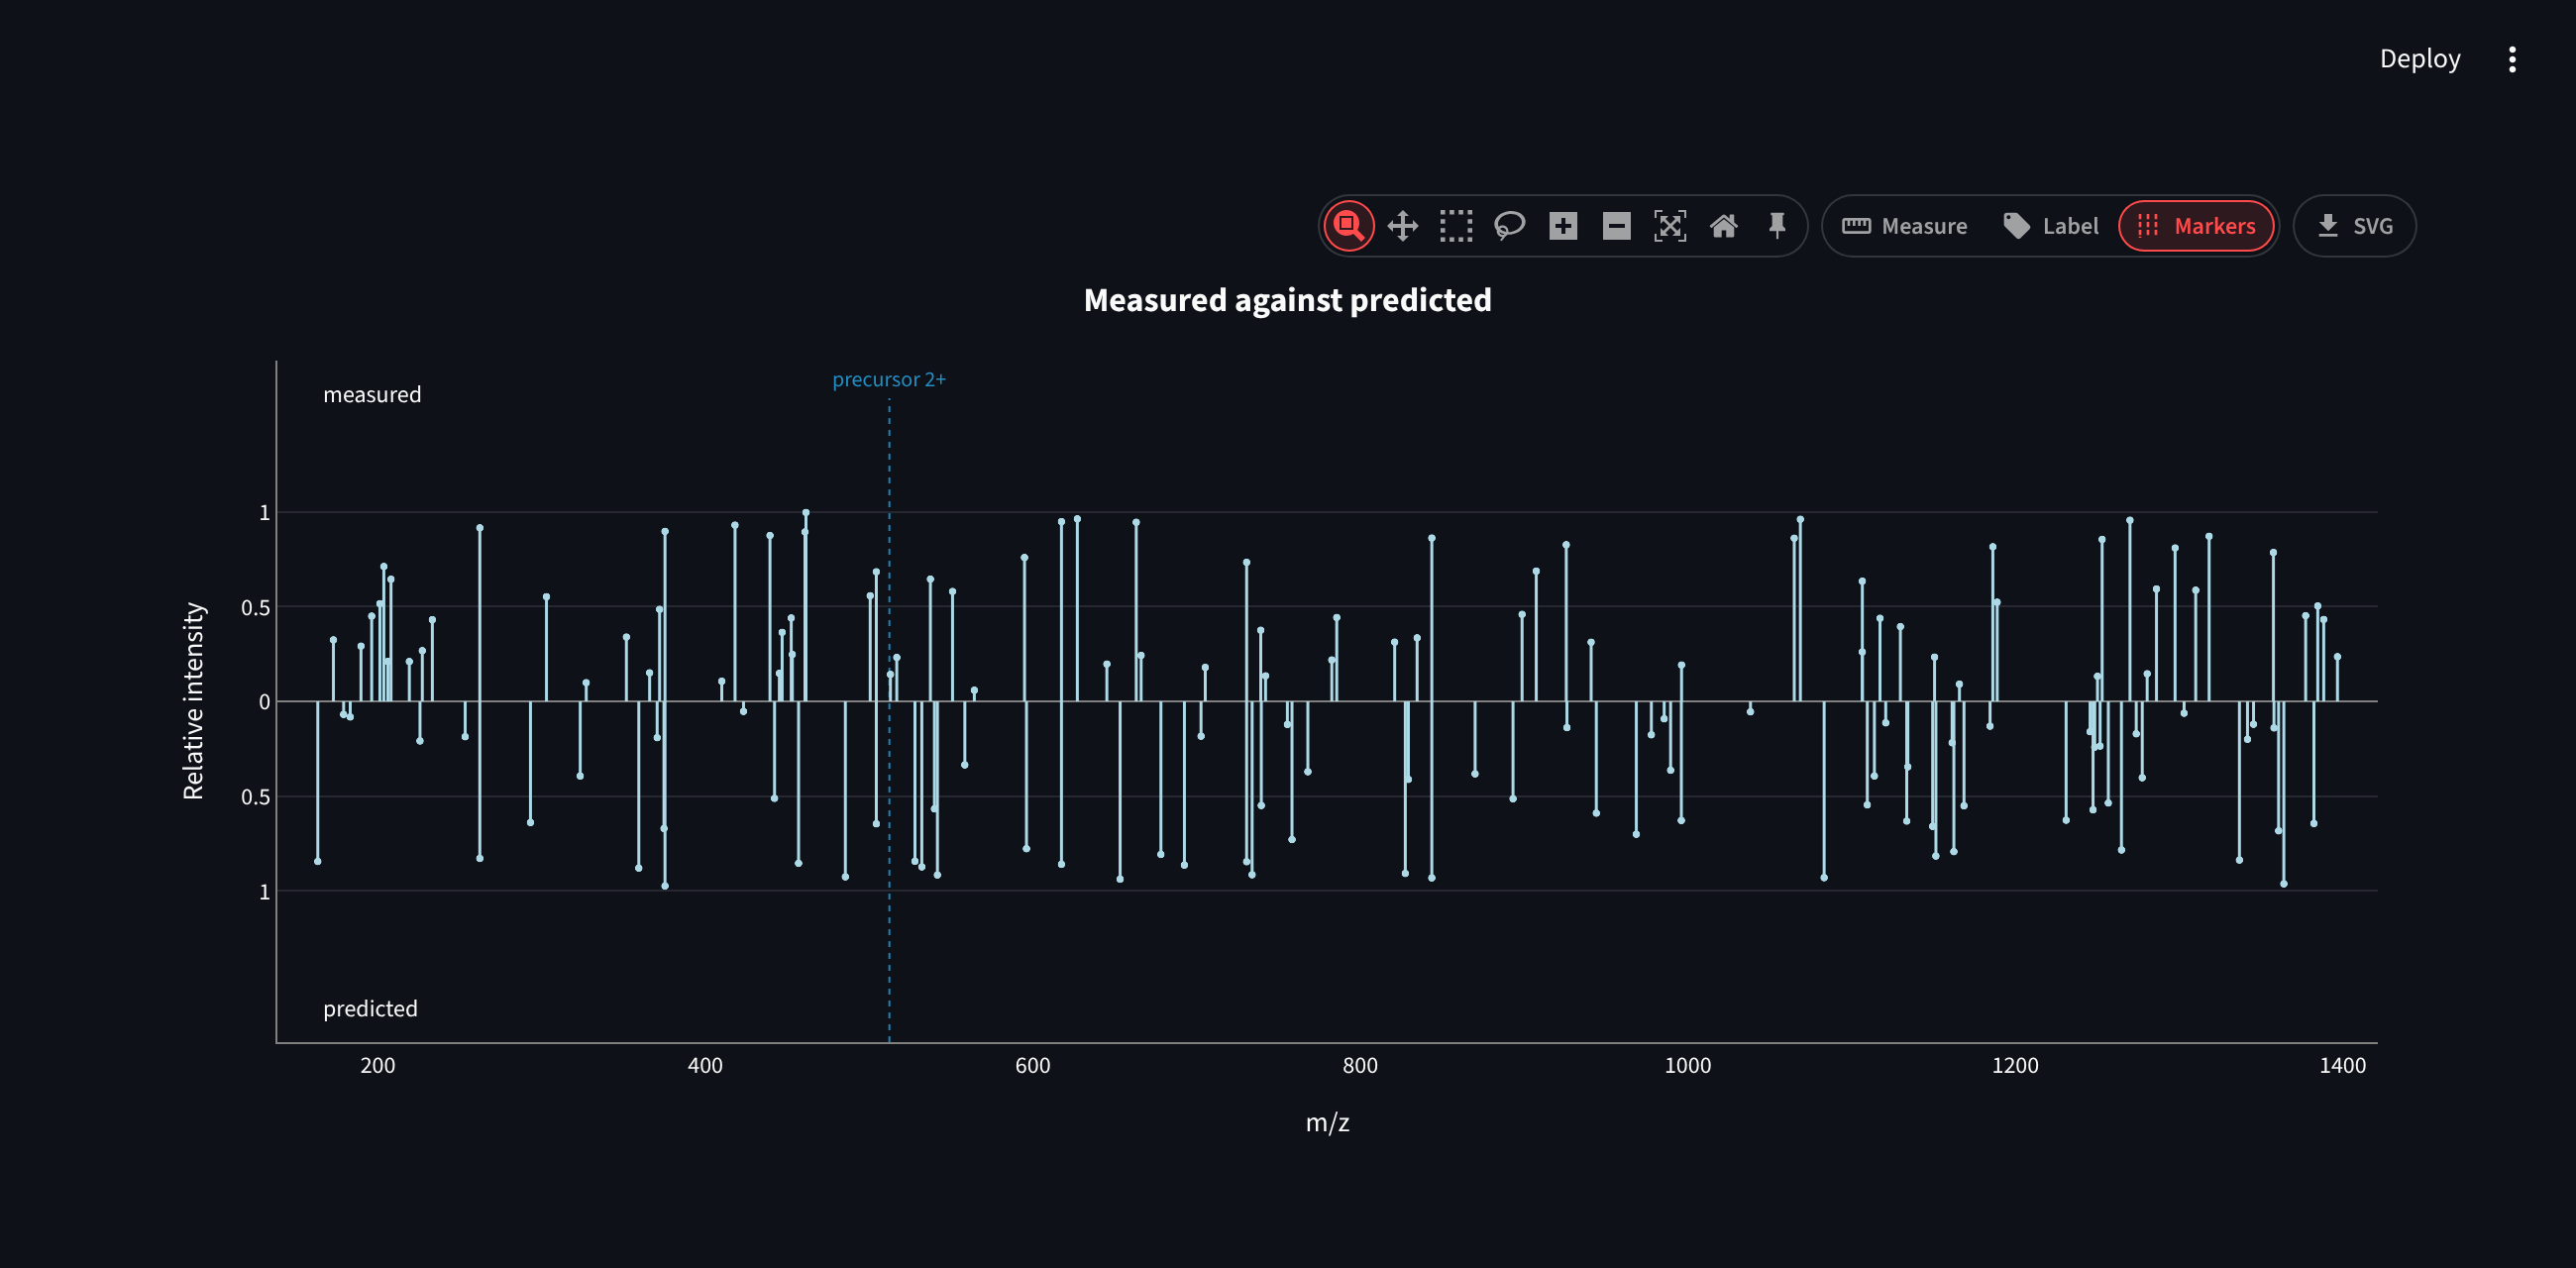 Deploy
Measure
Label
Markers
SVG
Measured against predicted
precursor 2+
measured
1
0.5
0
0.5
1
Relative intensity
predicted
200 400 600 800 1000 1200 1400
m/z